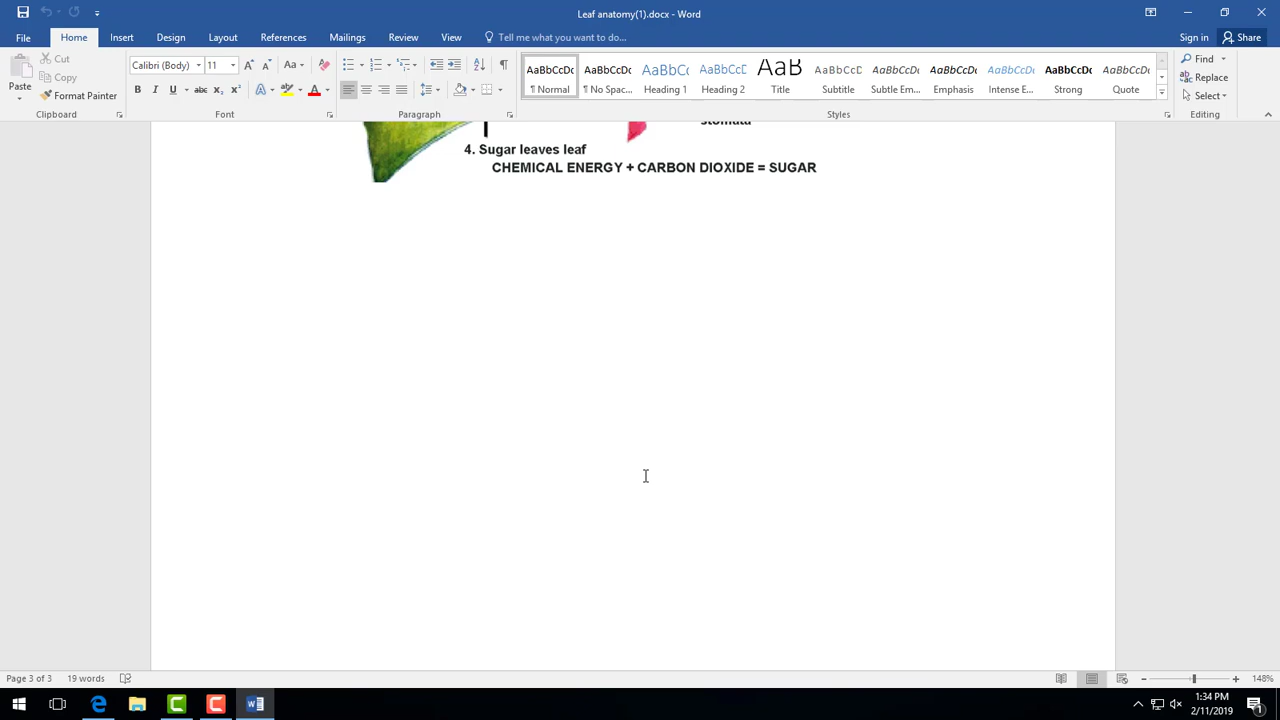 Leaf anatomy(1).docx - Word
Sign in
Share
File
Home
Insert
Design
Layout
References
Mailings
Review
View
Tell me what you want to do...
Paste
Cut
Copy
Format Painter
Clipboard
Calibri (Body)
11
Font
Paragraph
AaBbCcDc
¶ Normal
AaBbCcDc
¶ No Spac...
AaBbCc
Heading 1
AaBbCcD
Heading 2
AaB
Title
AaBbCcD
Subtitle
AaBbCcDc
Subtle Em...
AaBbCcDc
Emphasis
AaBbCcDc
Intense E...
AaBbCcDc
Strong
AaBbCcDc
Quote
Styles
Find
Replace
Select
Editing
stomata
4. Sugar leaves leaf
CHEMICAL ENERGY + CARBON DIOXIDE = SUGAR
Page 3 of 3
19 words
148%
1:34 PM
2/11/2019